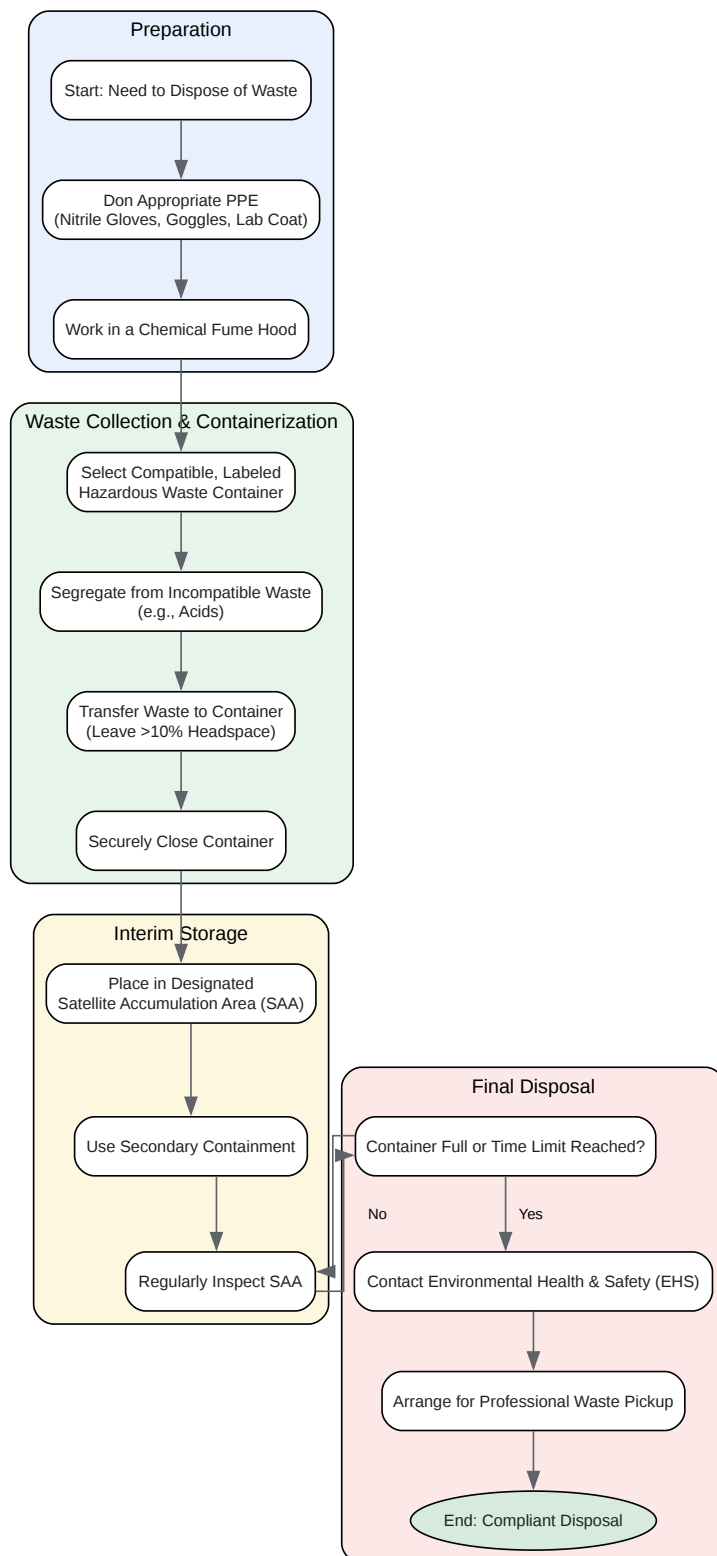 Preparation
Start: Need to Dispose of Waste
Don Appropriate PPE
(Nitrile Gloves, Goggles, Lab Coat)
Work in a Chemical Fume Hood
Waste Collection & Containerization
Select Compatible, Labeled
Hazardous Waste Container
Segregate from Incompatible Waste
(e.g., Acids)
Transfer Waste to Container
(Leave >10% Headspace)
Securely Close Container
Interim Storage
Place in Designated
Satellite Accumulation Area (SAA)
Use Secondary Containment
Regularly Inspect SAA
Final Disposal
Container Full or Time Limit Reached?
No
Yes
Contact Environmental Health & Safety (EHS)
Arrange for Professional Waste Pickup
End: Compliant Disposal